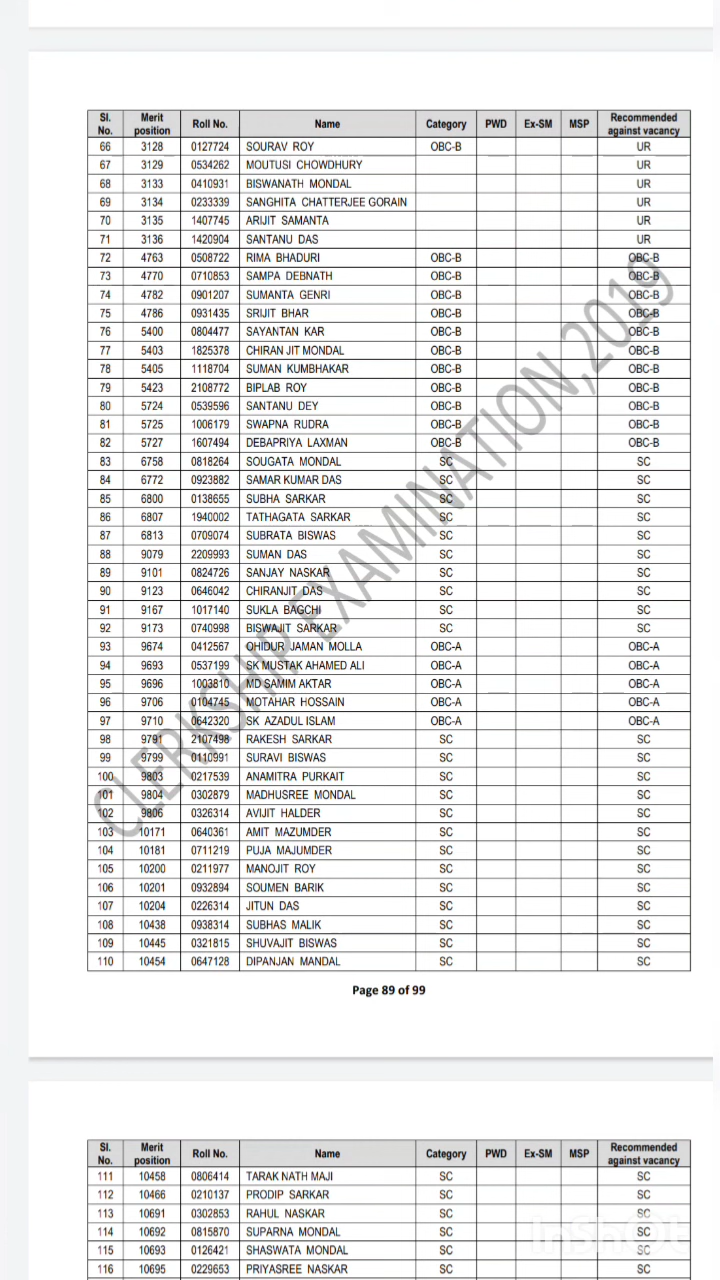 Sl. No. Merit position Roll No. Name Category PWD Ex-SM MSP Recommended against vacancy
66 3128 0127724 SOURAV ROY OBC-B UR
67 3129 0534262 MOUTUSI CHOWDHURY UR
68 3133 0410931 BISWANATH MONDAL UR
69 3134 0233339 SANGHITA CHATTERJEE GORAIN UR
70 3135 1407745 ARIJIT SAMANTA UR
71 3136 1420904 SANTANU DAS UR
72 4763 0508722 RIMA BHADURI OBC-B OBC-B
73 4770 0710853 SAMPA DEBNATH OBC-B OBC-B
74 4782 0901207 SUMANTA GENRI OBC-B OBC-B
75 4786 0931435 SRIJIT BHAR OBC-B OBC-B
76 5400 0804477 SAYANTAN KAR OBC-B OBC-B
77 5403 1825378 CHIRAN JIT MONDAL OBC-B OBC-B
78 5405 1118704 SUMAN KUMBHAKAR OBC-B OBC-B
79 5423 2108772 BIPLAB ROY OBC-B OBC-B
80 5724 0539596 SANTANU DEY OBC-B OBC-B
81 5725 1006179 SWAPNA RUDRA OBC-B OBC-B
82 5727 1607494 DEBAPRIYA LAXMAN OBC-B OBC-B
83 6758 0818264 SOUGATA MONDAL SC SC
84 6772 0923882 SAMAR KUMAR DAS SC SC
85 6800 0138655 SUBHA SARKAR SC SC
86 6807 1940002 TATHAGATA SARKAR SC SC
87 6813 0709074 SUBRATA BISWAS SC SC
88 9079 2209993 SUMAN DAS SC SC
89 9101 0824726 SANJAY NASKAR SC SC
90 9123 0646042 CHIRANJIT DAS SC SC
91 9167 1017140 SUKLA BAGCHI SC SC
92 9173 0740998 BISWAJIT SARKAR SC SC
93 9674 0412567 OHIDUR JAMAN MOLLA OBC-A OBC-A
94 9693 0537199 SK MUSTAK AHAMED ALI OBC-A OBC-A
95 9696 1003810 MD SAMIM AKTAR OBC-A OBC-A
96 9706 0104745 MOTAHAR HOSSAIN OBC-A OBC-A
97 9710 0642320 SK AZADUL ISLAM OBC-A OBC-A
98 9791 2107498 RAKESH SARKAR SC SC
99 9799 0110991 SURAVI BISWAS SC SC
100 9803 0217539 ANAMITRA PURKAIT SC SC
101 9804 0302879 MADHUSREE MONDAL SC SC
102 9806 0326314 AVIJIT HALDER SC SC
103 10171 0640361 AMIT MAZUMDER SC SC
104 10181 0711219 PUJA MAJUMDER SC SC
105 10200 0211977 MANOJIT ROY SC SC
106 10201 0932894 SOUMEN BARIK SC SC
107 10204 0226314 JITUN DAS SC SC
108 10438 0938314 SUBHAS MALIK SC SC
109 10445 0321815 SHUVAJIT BISWAS SC SC
110 10454 0647128 DIPANJAN MANDAL SC SC
CLERKSHIP EXAMINATION,2019
Page 89 of 99
Sl. No. Merit position Roll No. Name Category PWD Ex-SM MSP Recommended against vacancy
111 10458 0806414 TARAK NATH MAJI SC SC
112 10466 0210137 PRODIP SARKAR SC SC
113 10691 0302853 RAHUL NASKAR SC SC
114 10692 0815870 SUPARNA MONDAL SC SC
115 10693 0126421 SHASWATA MONDAL SC SC
116 10695 0229653 PRIYASREE NASKAR SC SC
InShOt